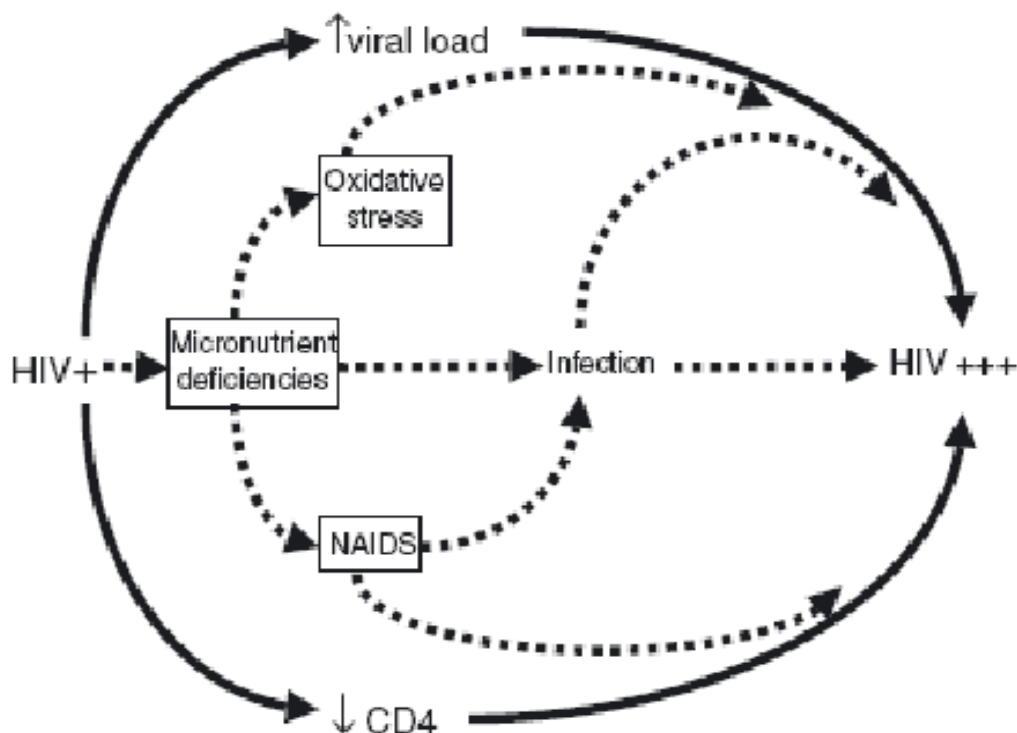 ↑viral load
Oxidative
stress
HIV+
Micronutrient
deficiencies
Infection
HIV +++
NAIDS
↓ CD4